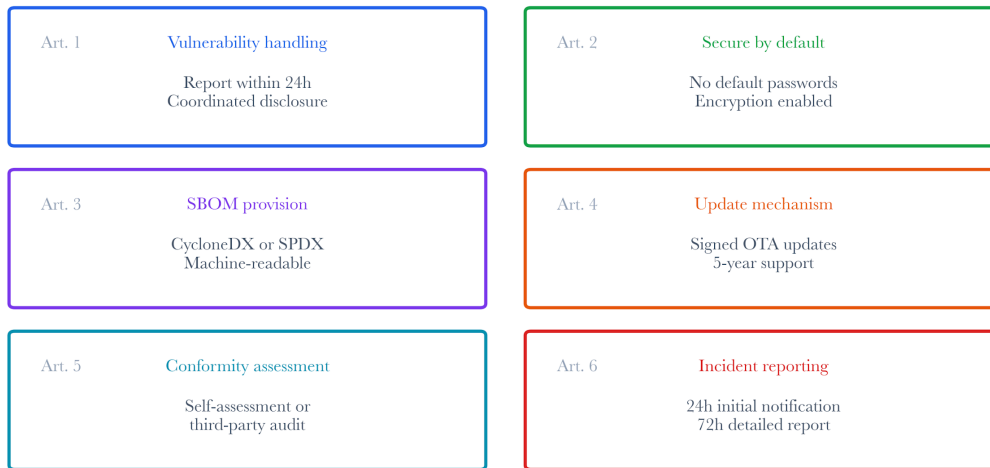 Art. 1
Vulnerability handling
Report within 24h
Coordinated disclosure
Art. 2
Secure by default
No default passwords
Encryption enabled
Art. 3
SBOM provision
CycloneDX or SPDX
Machine-readable
Art. 4
Update mechanism
Signed OTA updates
5-year support
Art. 5
Conformity assessment
Self-assessment or
third-party audit
Art. 6
Incident reporting
24h initial notification
72h detailed report